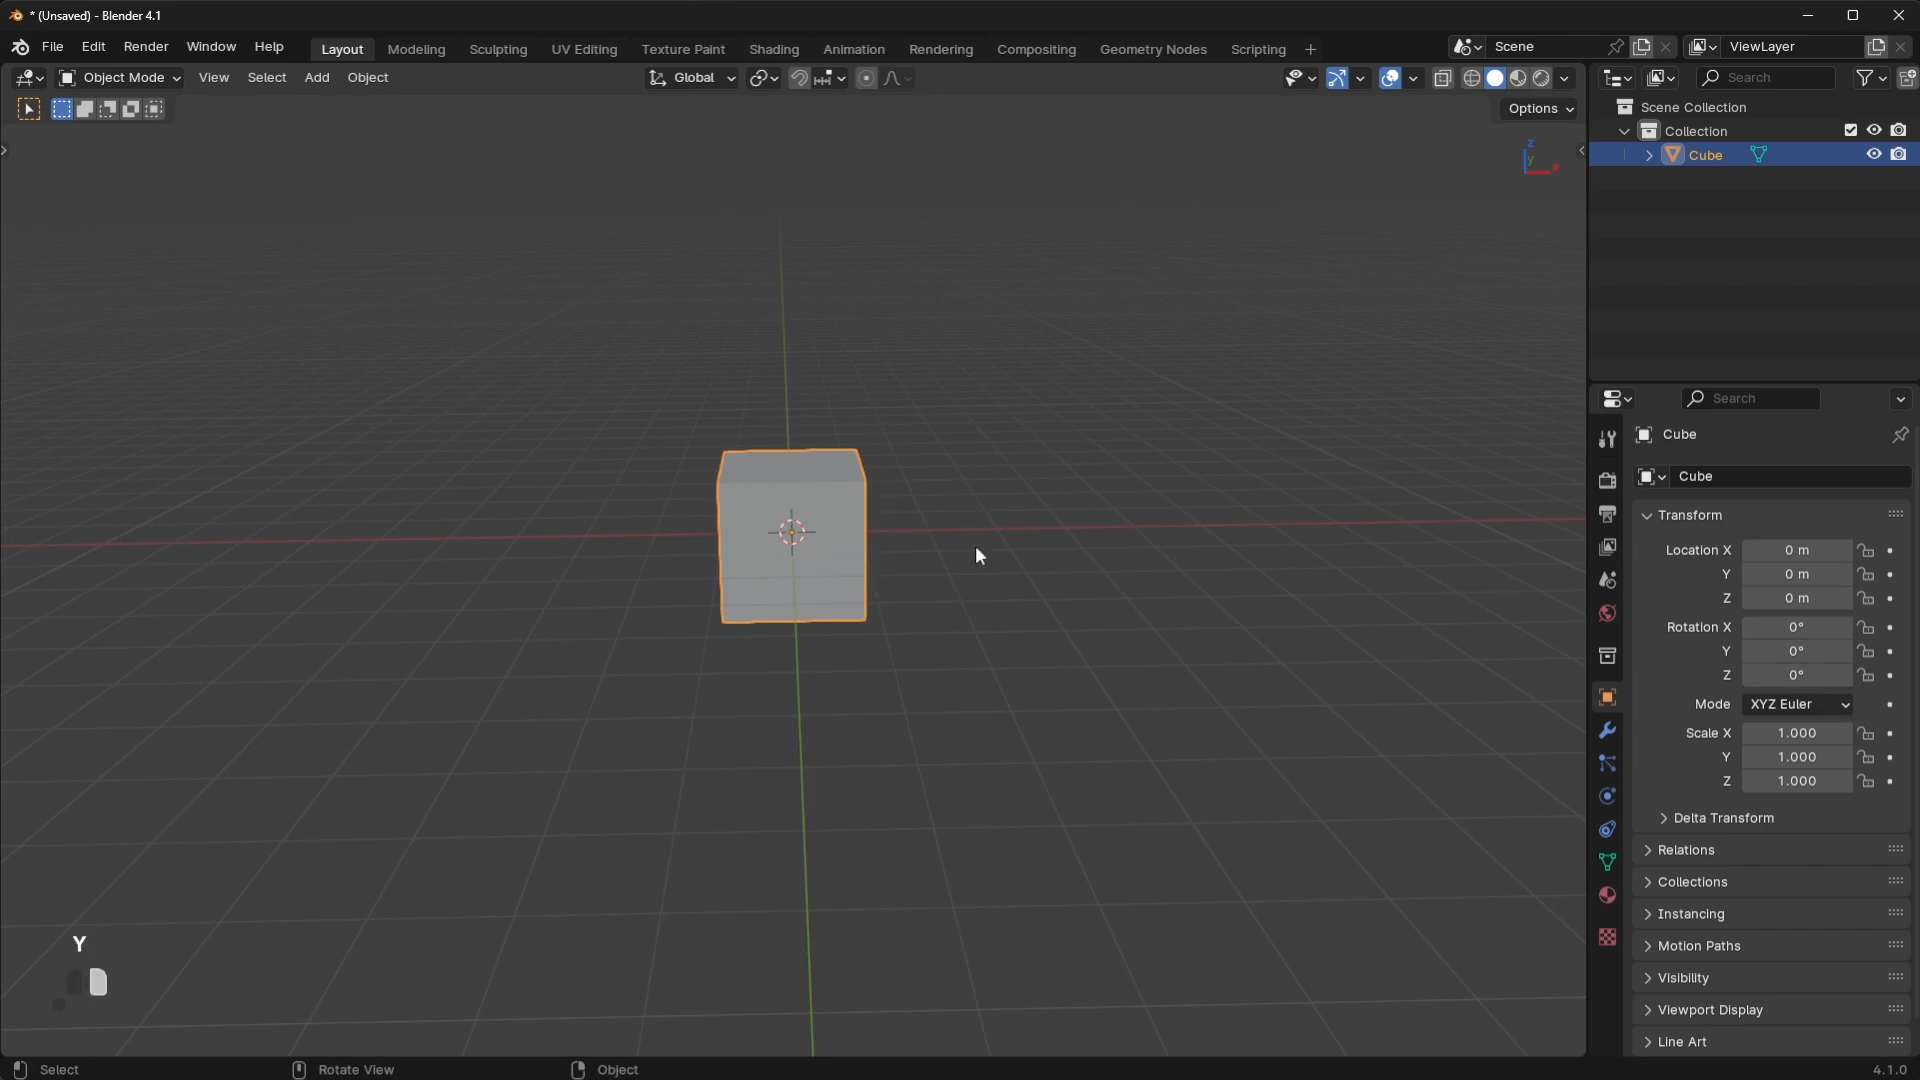 * (Unsaved) - Blender 4.1
File Edit Render Window Help Layout Modeling Sculpting UV Editing Texture Paint Shading Animation Rendering Compositing Geometry Nodes Scripting + Scene ViewLayer
Object Mode View Select Add Object Global Search
Options
Scene Collection
Collection
Cube
z
y
x
Search
Cube
Cube
Transform
Location X 0 m
Y 0 m
Z 0 m
Rotation X 0°
Y 0°
Z 0°
Mode XYZ Euler
Scale X 1.000
Y 1.000
Z 1.000
Delta Transform
Relations
Collections
Instancing
Motion Paths
Visibility
Viewport Display
Line Art
Y
Select Rotate View Object 4.1.0